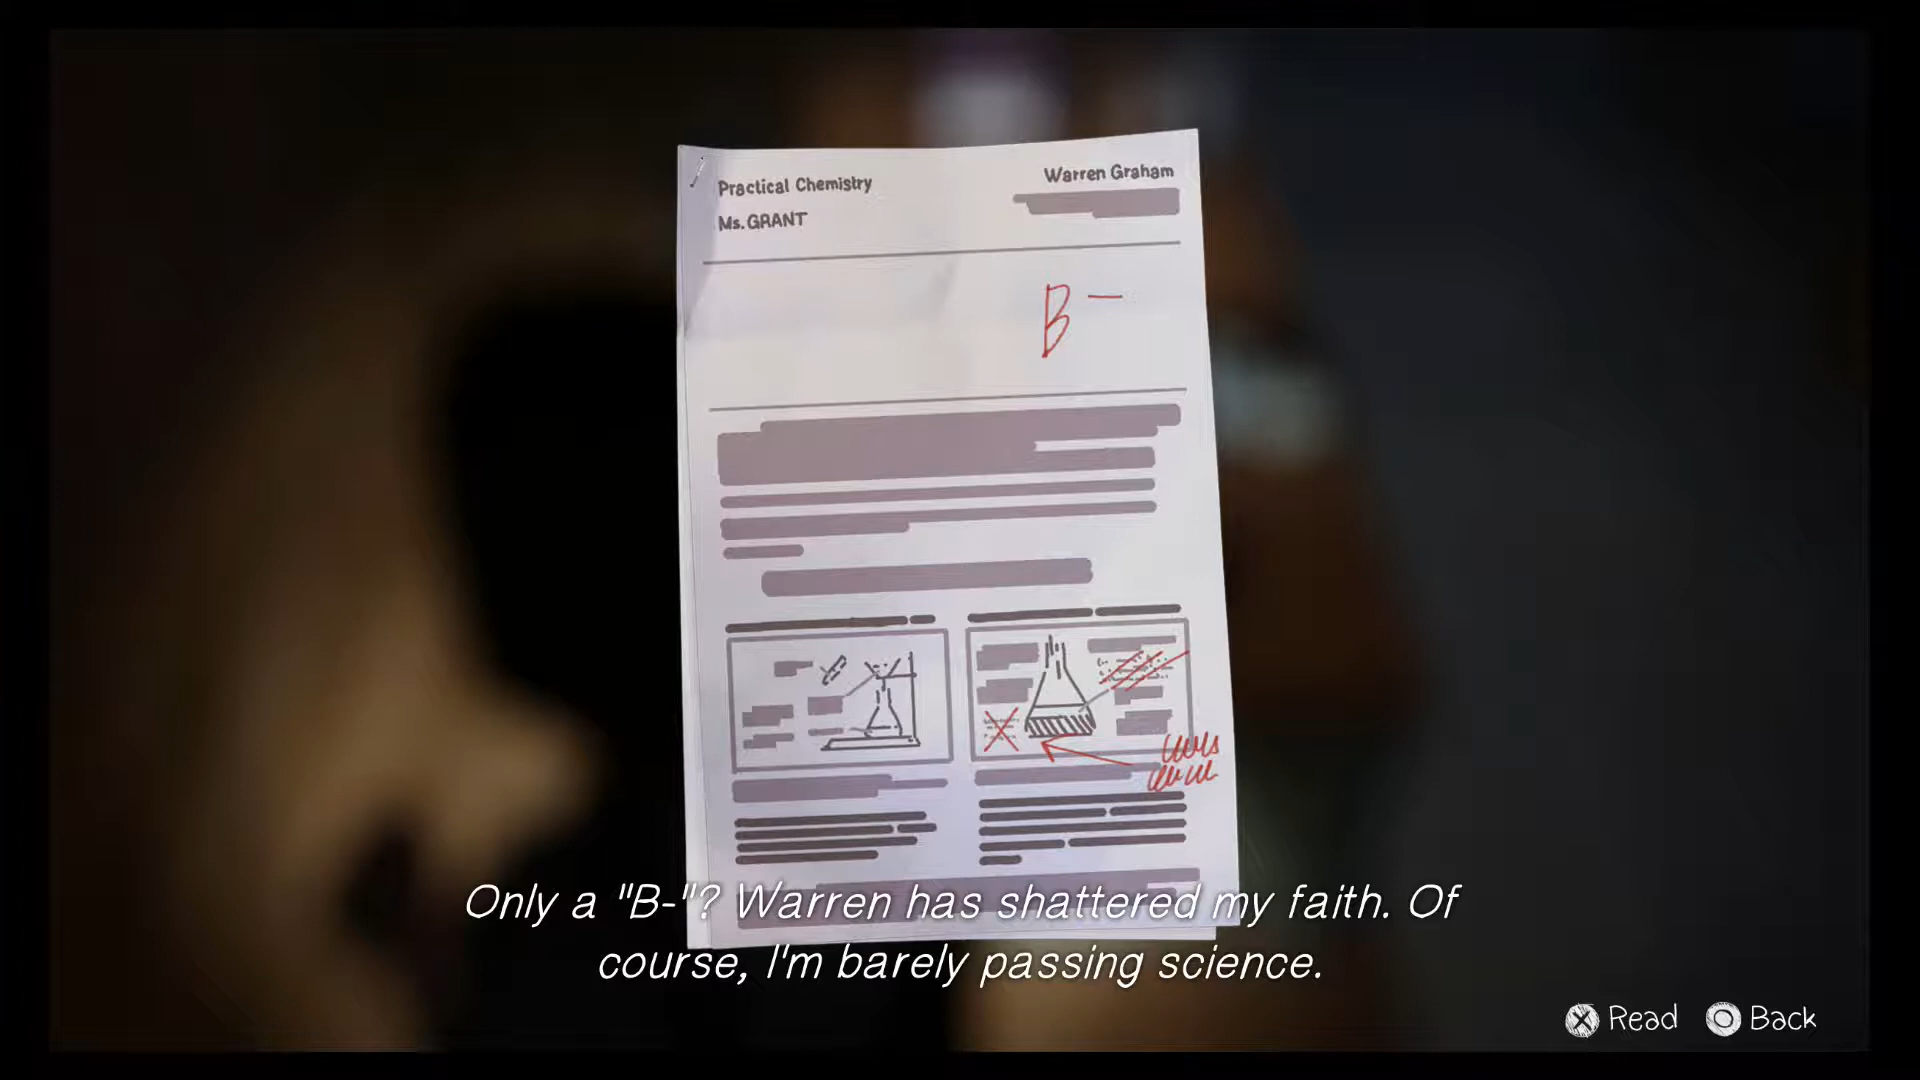 Practical Chemistry
Warren Graham
Ms. GRANT
B-
Only a "B-"? Warren has shattered my faith. Of
course, I'm barely passing science.
Read
Back